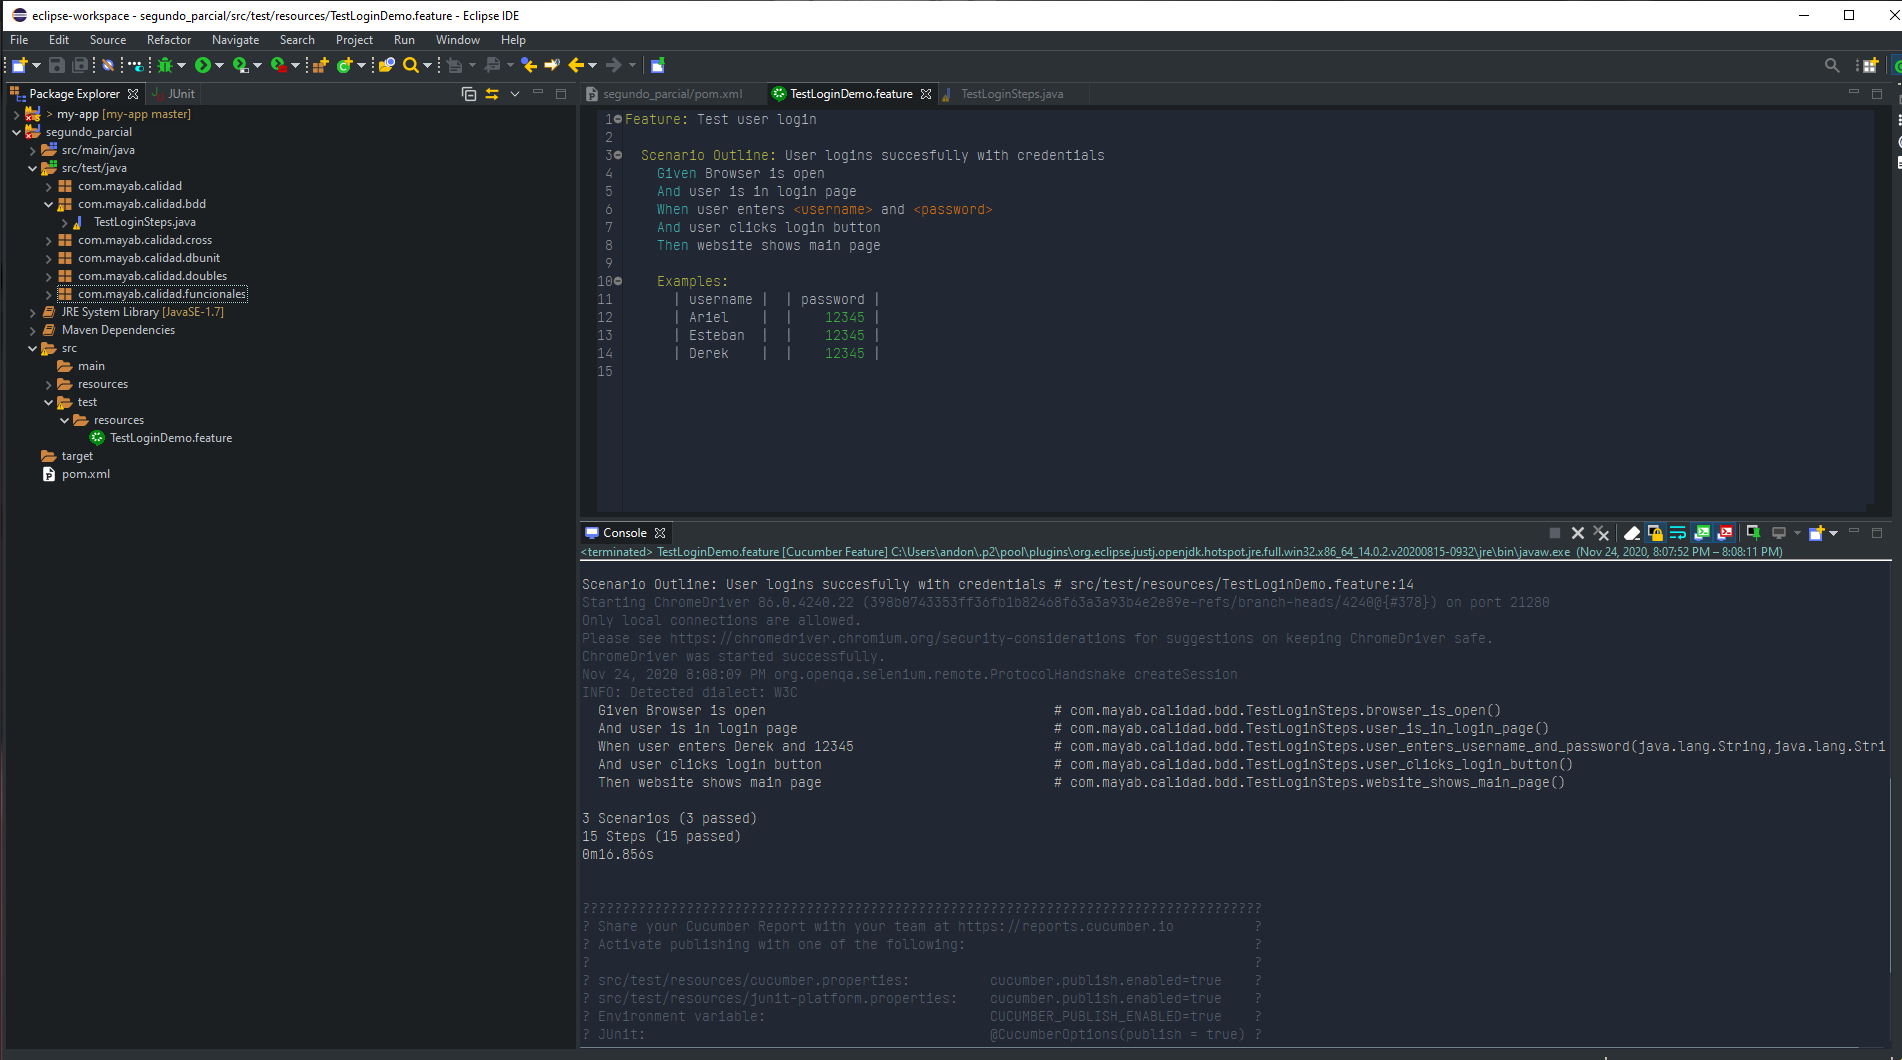 eclipse-workspace - segundo_parcial/src/test/resources/TestLoginDemo.feature - Eclipse IDE
File Edit Source Refactor Navigate Search Project Run Window Help
Package Explorer JUnit
> my-app [my-app master]
segundo_parcial
src/main/java
src/test/java
com.mayab.calidad
com.mayab.calidad.bdd
TestLoginSteps.java
com.mayab.calidad.cross
com.mayab.calidad.dbunit
com.mayab.calidad.doubles
com.mayab.calidad.funcionales
JRE System Library [JavaSE-1.7]
Maven Dependencies
src
main
resources
test
resources
TestLoginDemo.feature
target
pom.xml
segundo_parcial/pom.xml TestLoginDemo.feature TestLoginSteps.java
1 Feature: Test user login
2
3 Scenario Outline: User logins succesfully with credentials
4 Given Browser is open
5 And user is in login page
6 When user enters <username> and <password>
7 And user clicks login button
8 Then website shows main page
9
10 Examples:
11 | username | | password |
12 | Ariel | | 12345 |
13 | Esteban | | 12345 |
14 | Derek | | 12345 |
15
Console
<terminated> TestLoginDemo.feature [Cucumber Feature] C:\Users\andon\.p2\pool\plugins\org.eclipse.justj.openjdk.hotspot.jre.full.win32.x86_64_14.0.2.v20200815-0932\jre\bin\javaw.exe (Nov 24, 2020, 8:07:52 PM – 8:08:11 PM)
Scenario Outline: User logins succesfully with credentials # src/test/resources/TestLoginDemo.feature:14
Starting ChromeDriver 86.0.4240.22 (398b0743353ff36fb1b82468f63a3a93b4e2e89e-refs/branch-heads/4240@{#378}) on port 21280
Only local connections are allowed.
Please see https://chromedriver.chromium.org/security-considerations for suggestions on keeping ChromeDriver safe.
ChromeDriver was started successfully.
Nov 24, 2020 8:08:09 PM org.openqa.selenium.remote.ProtocolHandshake createSession
INFO: Detected dialect: W3C
Given Browser is open # com.mayab.calidad.bdd.TestLoginSteps.browser_is_open()
And user is in login page # com.mayab.calidad.bdd.TestLoginSteps.user_is_in_login_page()
When user enters Derek and 12345 # com.mayab.calidad.bdd.TestLoginSteps.user_enters_username_and_password(java.lang.String,java.lang.Stri
And user clicks login button # com.mayab.calidad.bdd.TestLoginSteps.user_clicks_login_button()
Then website shows main page # com.mayab.calidad.bdd.TestLoginSteps.website_shows_main_page()
3 Scenarios (3 passed)
15 Steps (15 passed)
0m16.856s
?????????????????????????????????????????????????????????????????????????????????????
? Share your Cucumber Report with your team at https://reports.cucumber.io ?
? Activate publishing with one of the following: ?
? ?
? src/test/resources/cucumber.properties: cucumber.publish.enabled=true ?
? src/test/resources/junit-platform.properties: cucumber.publish.enabled=true ?
? Environment variable: CUCUMBER_PUBLISH_ENABLED=true ?
? JUnit: @CucumberOptions(publish = true) ?